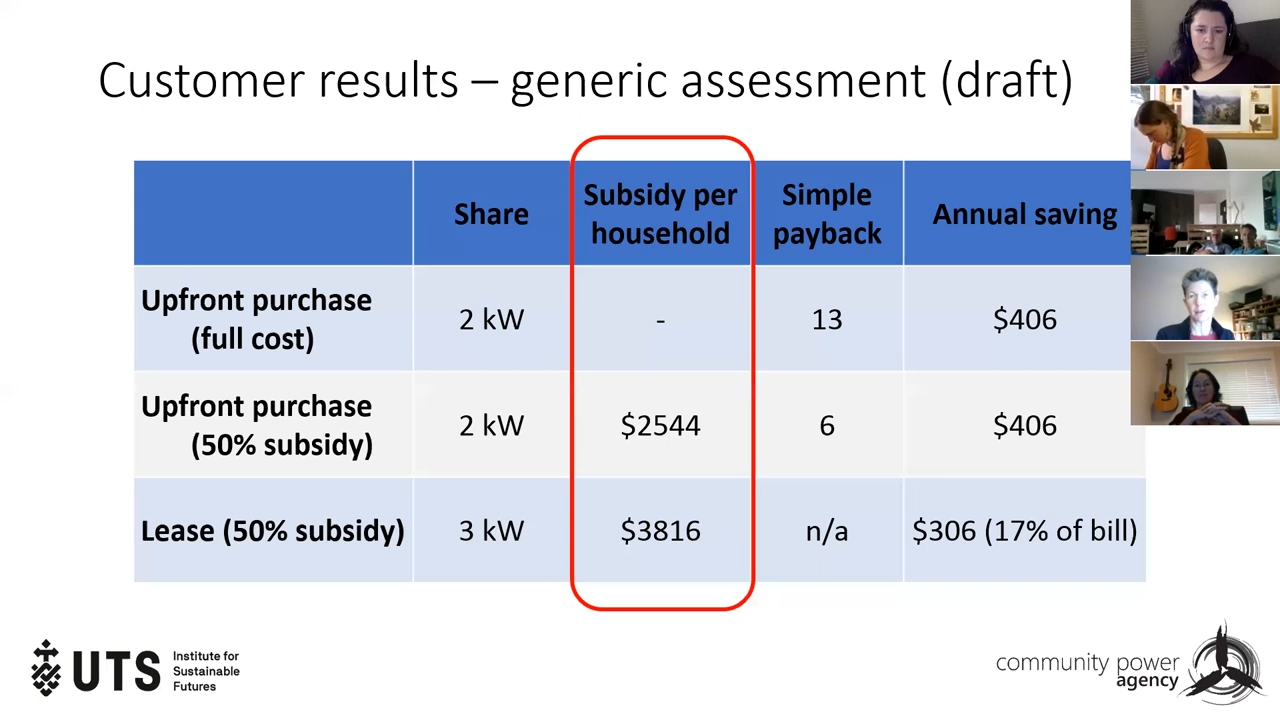 Customer results – generic assessment (draft)
Share
Subsidy per
household
Simple
payback
Annual saving
Upfront purchase
(full cost)
2 kW
-
13
$406
Upfront purchase
(50% subsidy)
2 kW
$2544
6
$406
Lease (50% subsidy)
3 kW
$3816
n/a
$306 (17% of bill)
UTS
Institute for
Sustainable
Futures
community power
agency